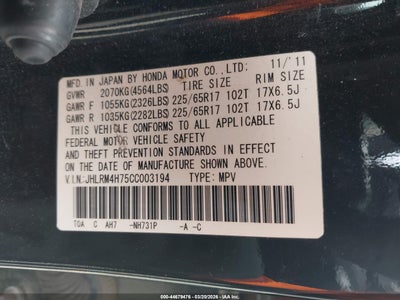 MFD. IN JAPAN BY HONDA MOTOR CO., LTD: 11/'11
GVWR 2070KG(4564LBS) TIRE SIZE RIM SIZE
GAWR F 1055KG(2326LBS) 225/65R17 102T 17X6.5J
GAWR R 1035KG(2282LBS) 225/65R17 102T 17X6.5J
THIS VEHICLE CONFORMS TO ALL APPLICABLE
FEDERAL MOTOR VEHICLE SAFETY
AND THEFT PREVENTION STANDARDS IN EFFECT ON
THE DATE OF MANUFACTURE SHOWN ABOVE.
V.I.N:JHLRM4H75CC003194 TYPE: MPV
TOA C AH7 -NH731P -A -C
000-44679476 - 03/20/2026 - IAA Inc.